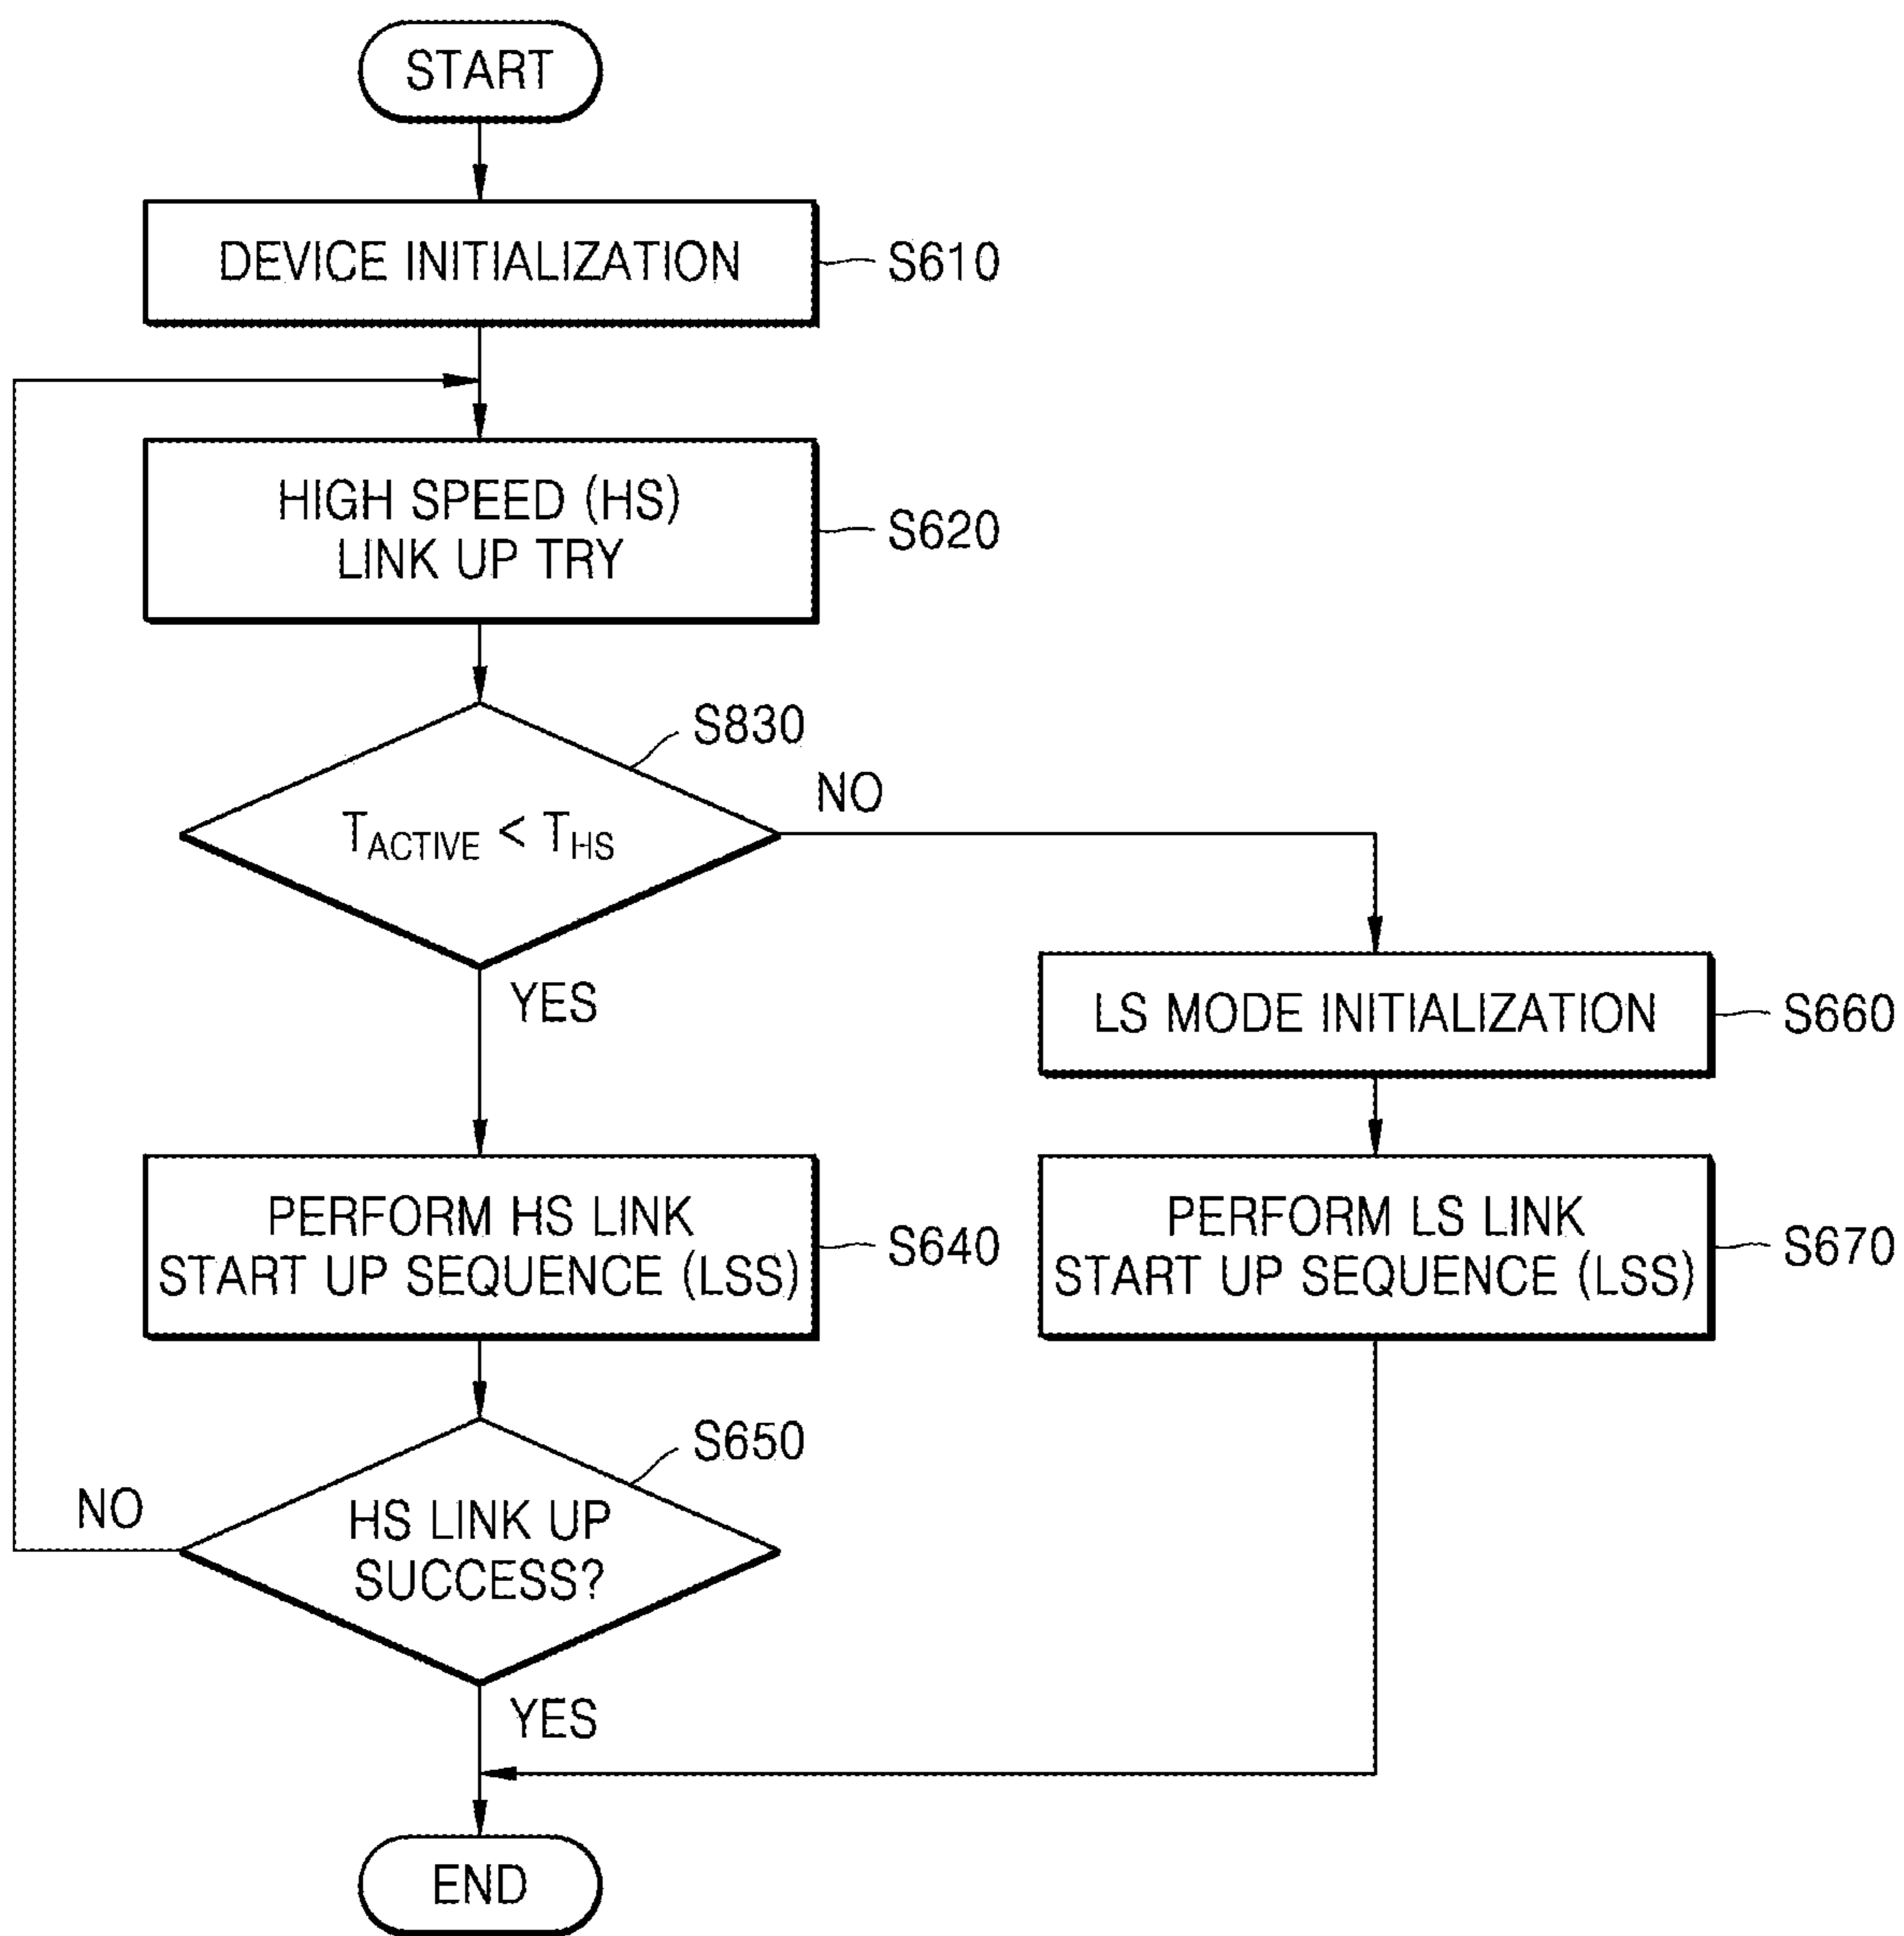 START
DEVICE INITIALIZATION
S610
HIGH SPEED (HS)
LINK UP TRY
S620
S830
T_ACTIVE < T_HS
NO
YES
LS MODE INITIALIZATION
S660
PERFORM HS LINK
START UP SEQUENCE (LSS)
S640
PERFORM LS LINK
START UP SEQUENCE (LSS)
S670
S650
HS LINK UP
SUCCESS?
NO
YES
END